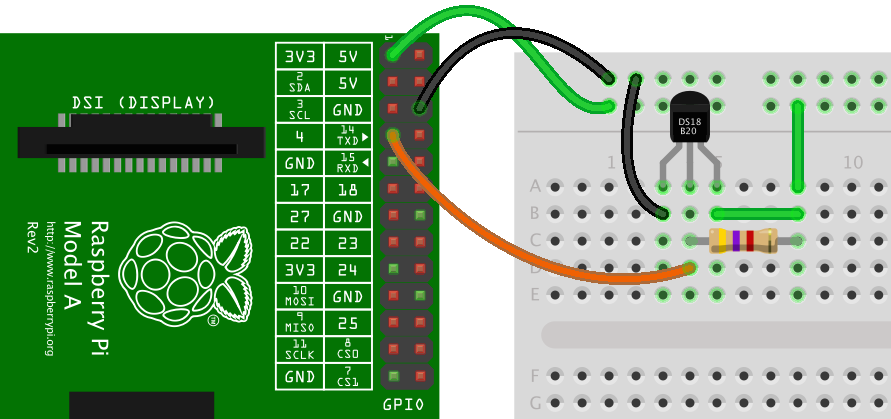 1
3V3 5V
2 SDA 5V
3 SCL GND
4 14 TXD
GND 15 RXD
17 18
27 GND
22 23
3V3 24
10 MOSI GND
9 MISO 25
11 SCLK 8 CS0
GND 7 CS1
GPIO
DSI (DISPLAY)
Raspberry Pi
Model A
Rev2
http://www.raspberrypi.org
DS18
B20
1 5 10
A
B
C
D
E
F
G